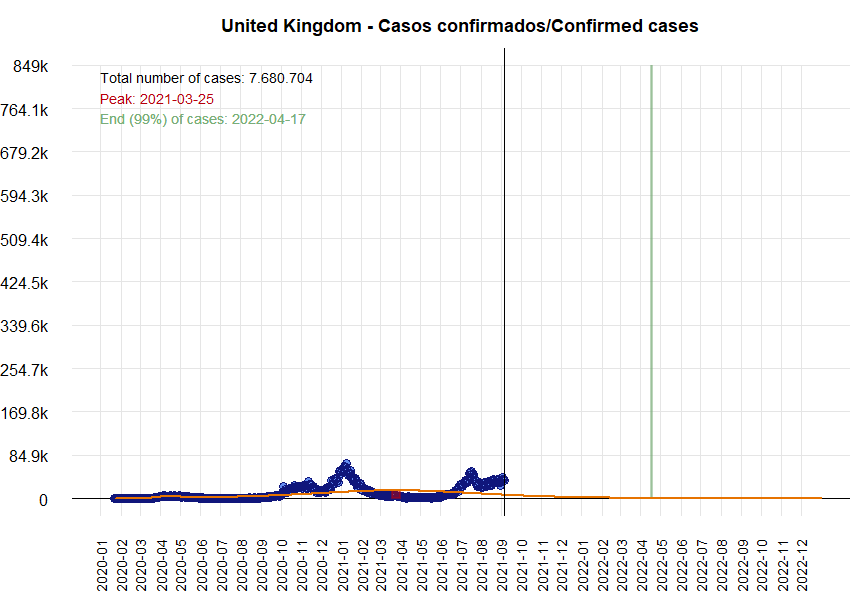 United Kingdom - Casos confirmados/Confirmed cases
849k
Total number of cases: 7.680.704
Peak: 2021-03-25
764.1k
End (99%) of cases: 2022-04-17
679.2k
594.3k
509.4k
424.5k
339.6k
254.7k
169.8k
84.9k
0
2020-01
2020-02
2020-03
2020-04
2020-05
2020-06
2020-07
2020-08
2020-09
2020-10
2020-11
2020-12
2021-01
2021-02
2021-03
2021-04
2021-05
2021-06
2021-07
2021-08
2021-09
2021-10
2021-11
2021-12
2022-01
2022-02
2022-03
2022-04
2022-05
2022-06
2022-07
2022-08
2022-09
2022-10
2022-11
2022-12